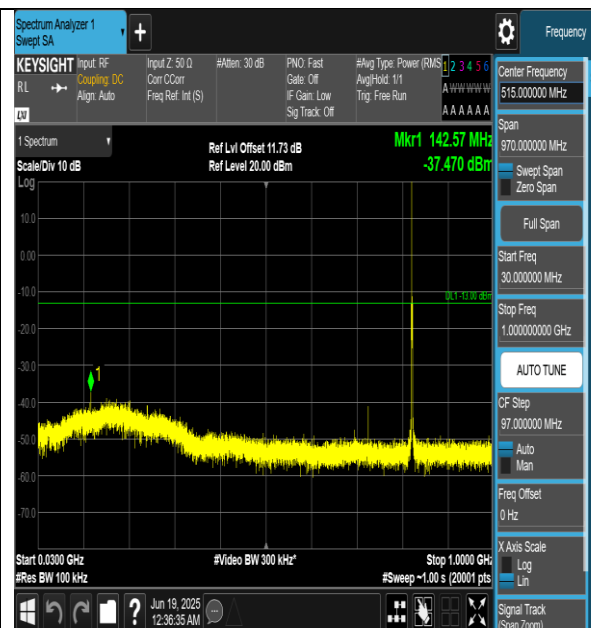 Spectrum Analyzer 1
Swept SA
Frequency
KEYSIGHT
RL
LXI
Input: RF
Coupling: DC
Align: Auto
Input Z: 50 Ω
Corr CCorr
Freq Ref: Int (S)
#Atten: 30 dB
PNO: Fast
Gate: Off
IF Gain: Low
Sig Track: Off
#Avg Type: Power (RMS
Avg|Hold: 1/1
Trig: Free Run
1 2 3 4 5 6
A W W W W W
A A A A A A
1 Spectrum
Scale/Div 10 dB
Ref Lvl Offset 11.73 dB
Ref Level 20.00 dBm
Mkr1 142.57 MHz
-37.470 dBm
Log
10.0
0.00
-10.0
DL1 -13.00 dBm
-20.0
-30.0
1
-40.0
-50.0
-60.0
-70.0
Start 0.0300 GHz
#Res BW 100 kHz
#Video BW 300 kHz*
Stop 1.0000 GHz
#Sweep ~1.00 s (20001 pts
Jun 19, 2025
12:36:35 AM
Center Frequency
515.000000 MHz
Span
970.000000 MHz
Swept Span
Zero Span
Full Span
Start Freq
30.000000 MHz
Stop Freq
1.000000000 GHz
AUTO TUNE
CF Step
97.000000 MHz
Auto
Man
Freq Offset
0 Hz
X Axis Scale
Log
Lin
Signal Track
(Span Zoom)